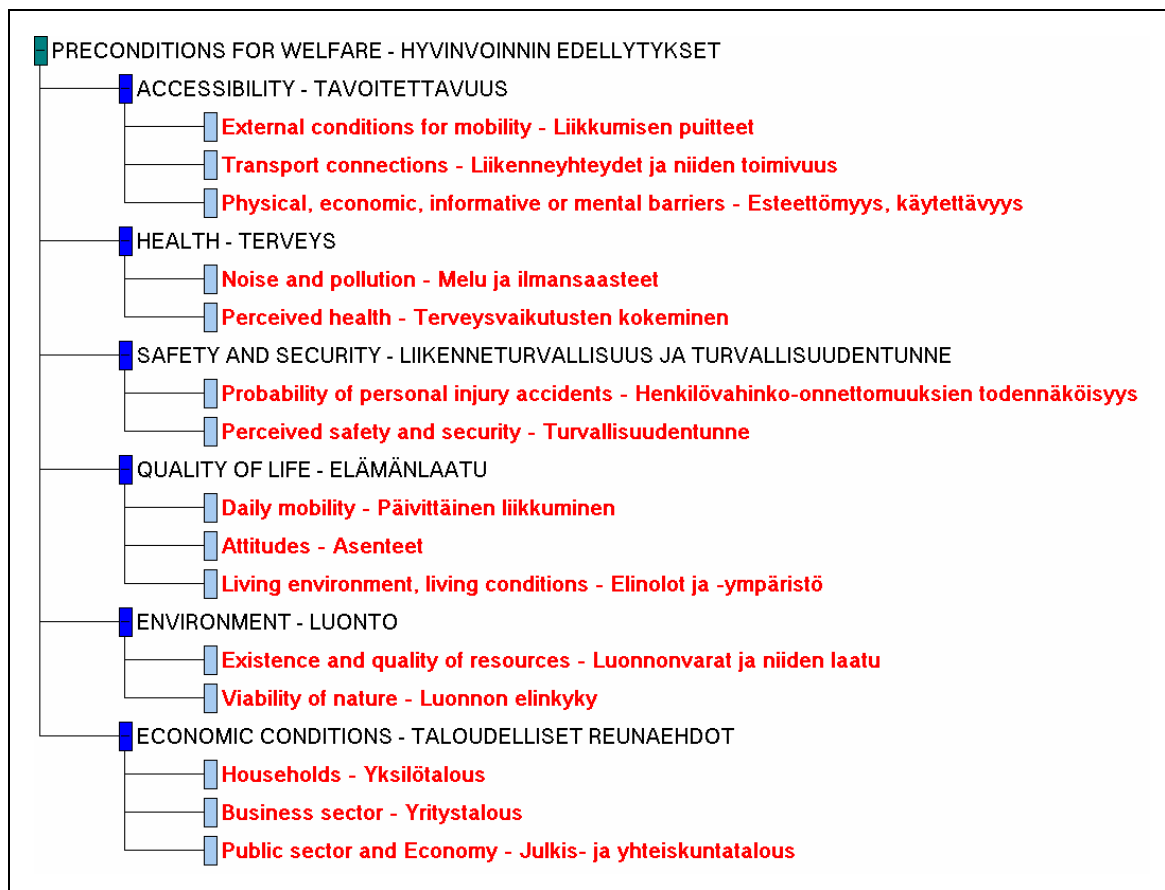 PRECONDITIONS FOR WELFARE - HYVINVOINNIN EDELLYTYKSET
ACCESSIBILITY - TAVOITETTAVUUS
External conditions for mobility - Liikkumisen puitteet
Transport connections - Liikenneyhteydet ja niiden toimivuus
Physical, economic, informative or mental barriers - Esteettömyys, käytettävyys
HEALTH - TERVEYS
Noise and pollution - Melu ja ilmansaasteet
Perceived health - Terveysvaikutusten kokeminen
SAFETY AND SECURITY - LIIKENNETURVALLISUUS JA TURVALLISUUDENTUNNE
Probability of personal injury accidents - Henkilövahinko-onnettomuuksien todennäköisyys
Perceived safety and security - Turvallisuudentunne
QUALITY OF LIFE - ELÄMÄNLAATU
Daily mobility - Päivittäinen liikkuminen
Attitudes - Asenteet
Living environment, living conditions - Elinolot ja -ympäristö
ENVIRONMENT - LUONTO
Existence and quality of resources - Luonnonvarat ja niiden laatu
Viability of nature - Luonnon elinkyky
ECONOMIC CONDITIONS - TALOUDELLISET REUNAEHDOT
Households - Yksilötalous
Business sector - Yritystalous
Public sector and Economy - Julkis- ja yhteiskuntatalous